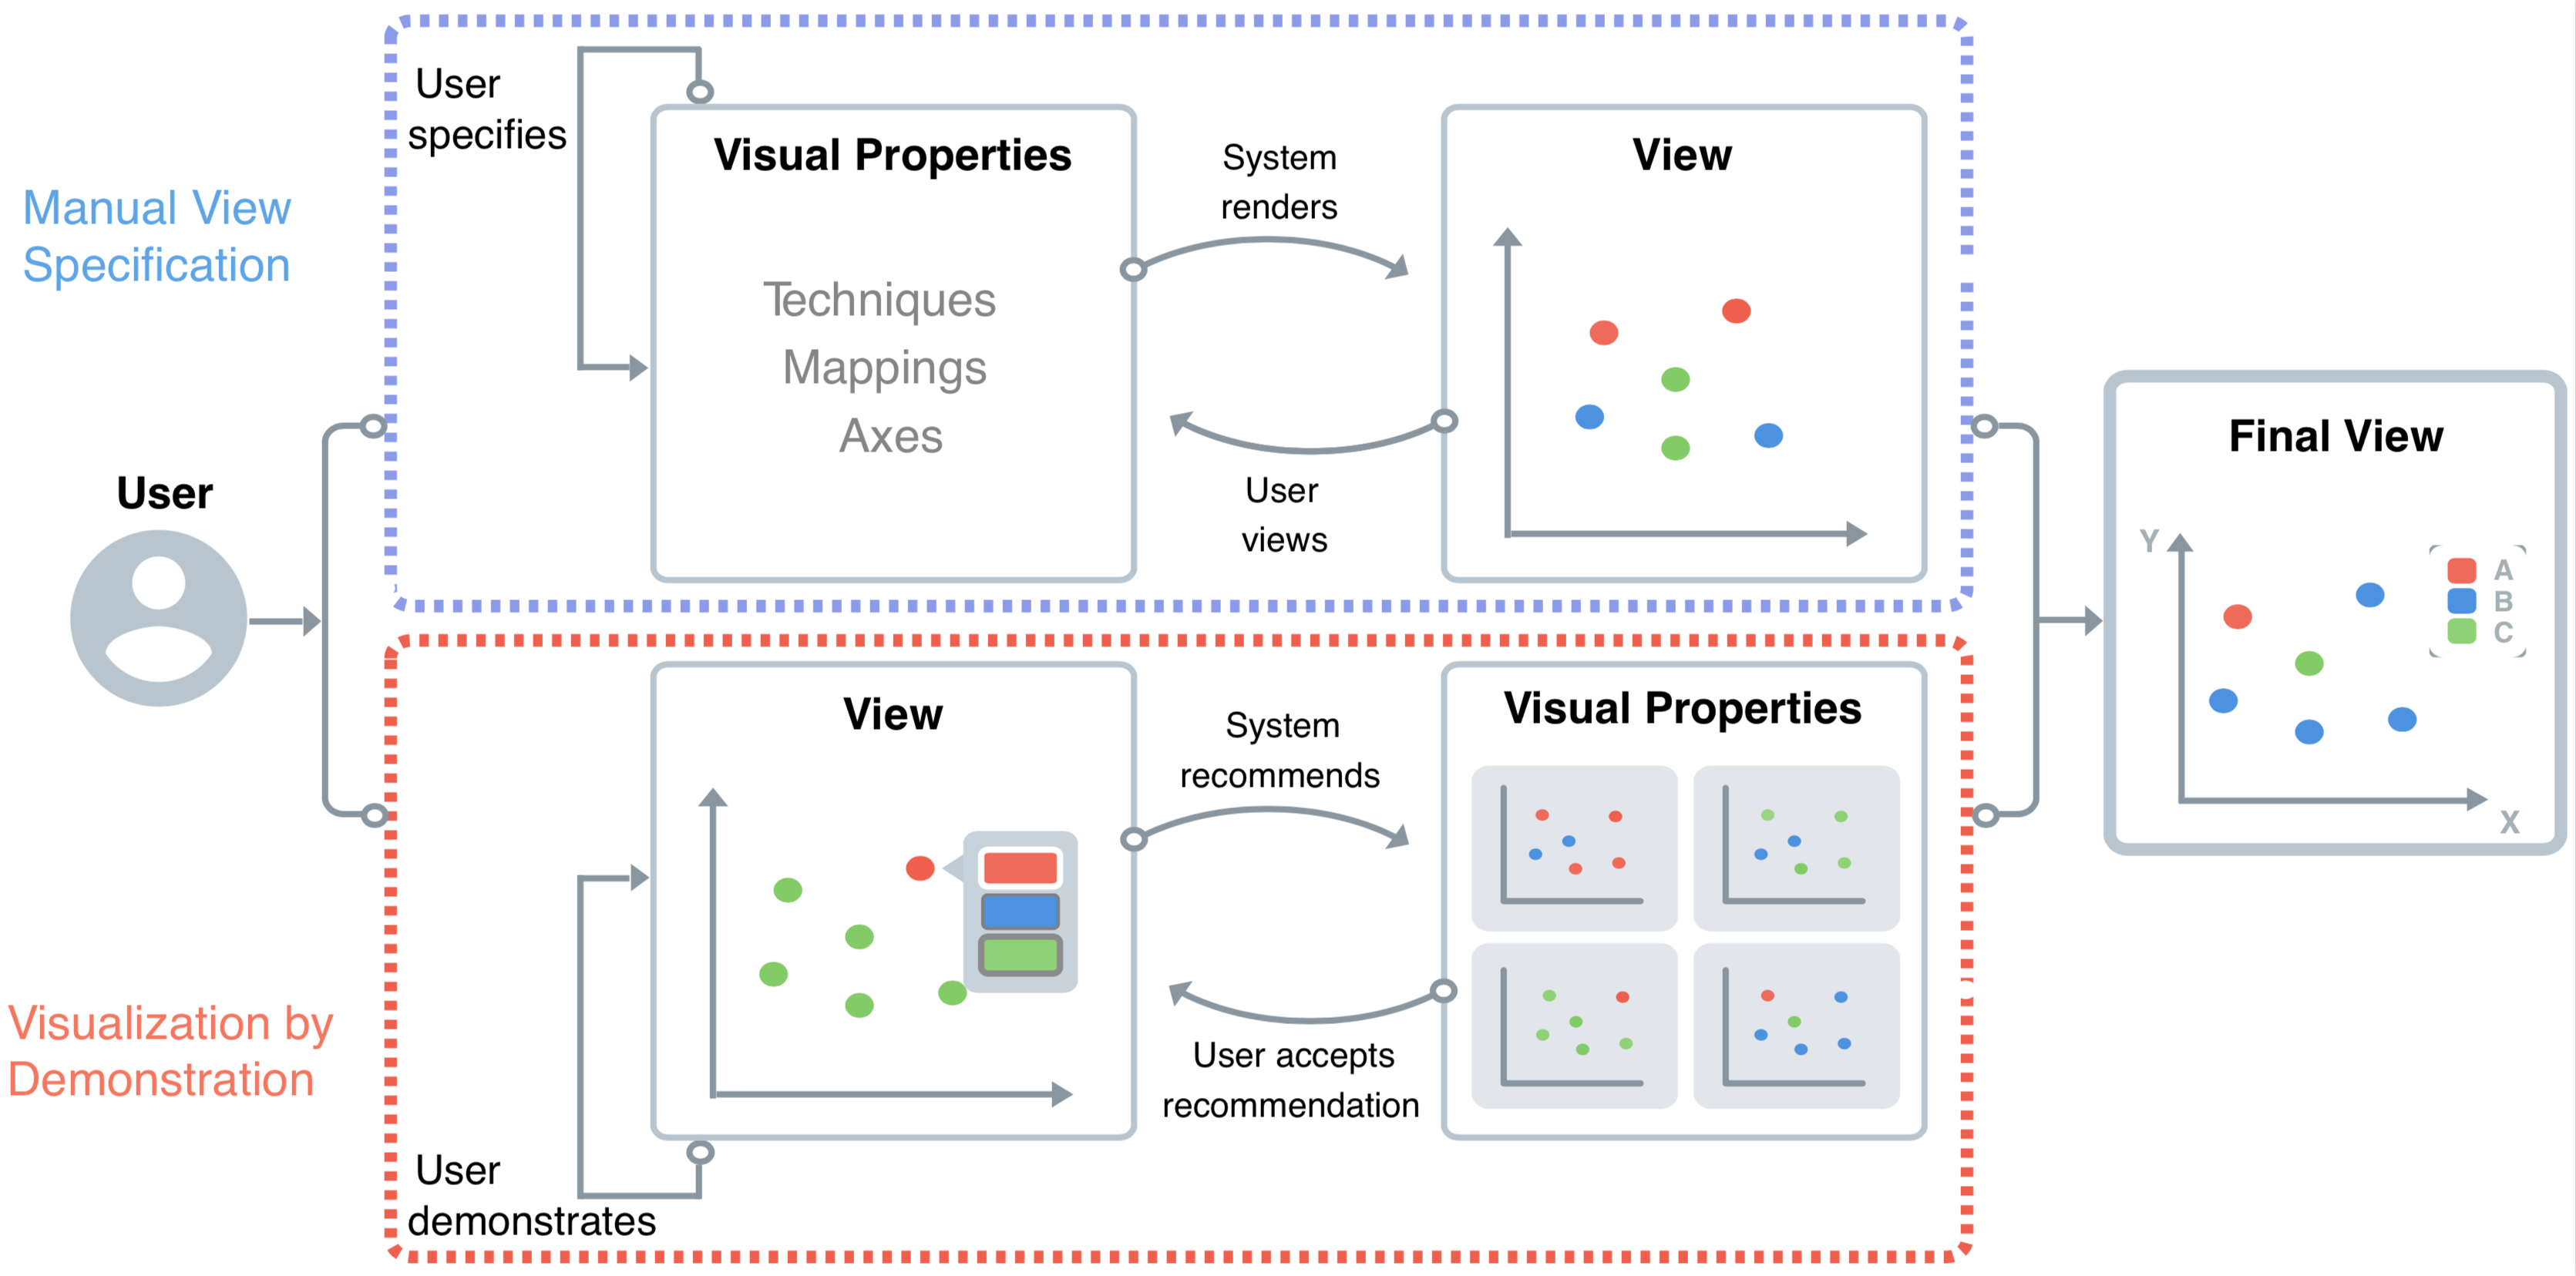 Manual View
Specification
User
User
specifies
Visual Properties
Techniques
Mappings
Axes
System
renders
User
views
View
Visualization by
Demonstration
View
User
demonstrates
System
recommends
User accepts
recommendation
Visual Properties
Final View
Y
A
B
C
X